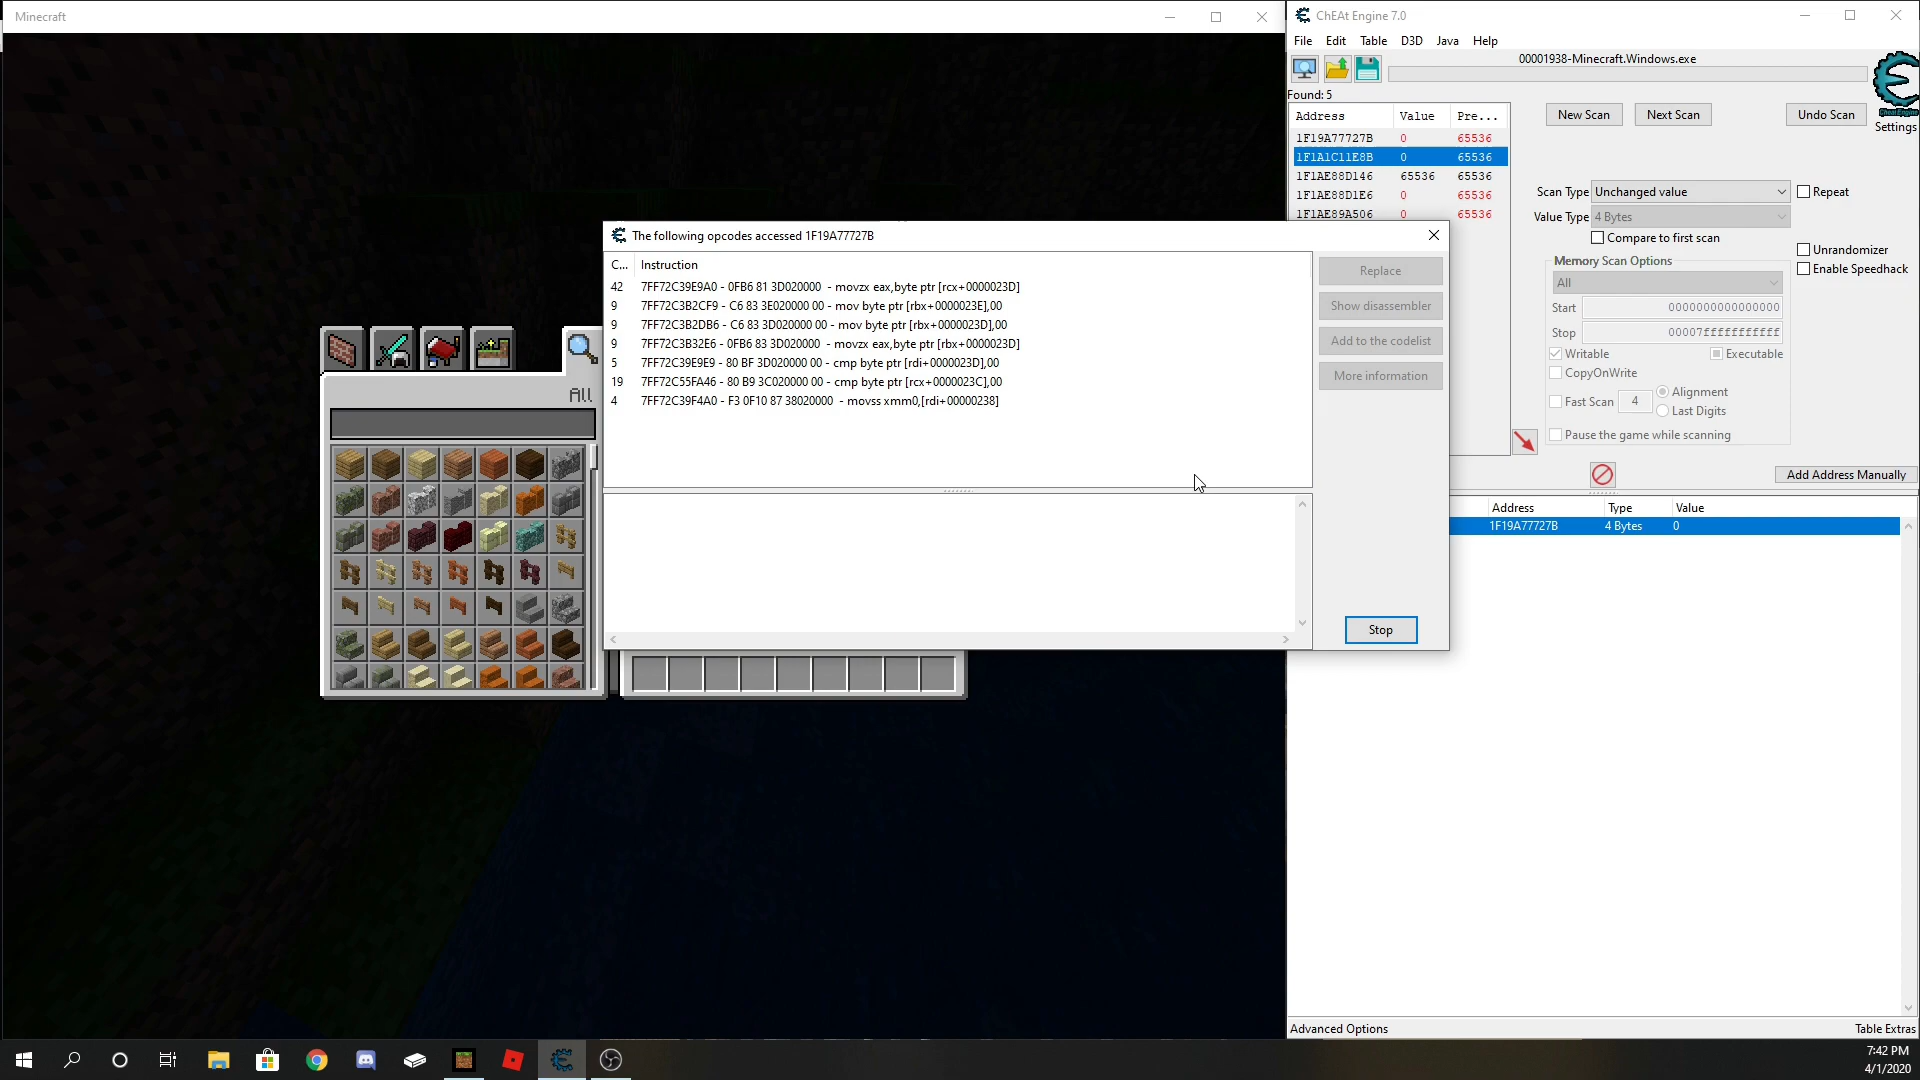 Minecraft
ChEAt Engine 7.0
File Edit Table D3D Java Help
00001938-Minecraft.Windows.exe
Found: 5
Address Value Pre...
1F19A77727B 0 65536
1F1A1C11E8B 0 65536
1F1AE88D146 65536 65536
1F1AE88D1E6 0 65536
1F1AE89A506 0 65536
New Scan Next Scan Undo Scan
Cheat Engine
Settings
Scan Type Unchanged value Repeat
Value Type 4 Bytes
Compare to first scan
Unrandomizer
Enable Speedhack
Memory Scan Options
All
Start 0000000000000000
Stop 00007fffffffffff
Writable Executable
CopyOnWrite
Fast Scan 4 Alignment
Last Digits
Pause the game while scanning
Add Address Manually
Address Type Value
1F19A77727B 4 Bytes 0
Advanced Options Table Extras
The following opcodes accessed 1F19A77727B
C... Instruction
42 7FF72C39E9A0 - 0FB6 81 3D020000 - movzx eax,byte ptr [rcx+0000023D]
9 7FF72C3B2CF9 - C6 83 3E020000 00 - mov byte ptr [rbx+0000023E],00
9 7FF72C3B2DB6 - C6 83 3D020000 00 - mov byte ptr [rbx+0000023D],00
9 7FF72C3B32E6 - 0FB6 83 3D020000 - movzx eax,byte ptr [rbx+0000023D]
5 7FF72C39E9E9 - 80 BF 3D020000 00 - cmp byte ptr [rdi+0000023D],00
19 7FF72C55FA46 - 80 B9 3C020000 00 - cmp byte ptr [rcx+0000023C],00
4 7FF72C39F4A0 - F3 0F10 87 38020000 - movss xmm0,[rdi+00000238]
Replace
Show disassembler
Add to the codelist
More information
Stop
All
7:42 PM
4/1/2020